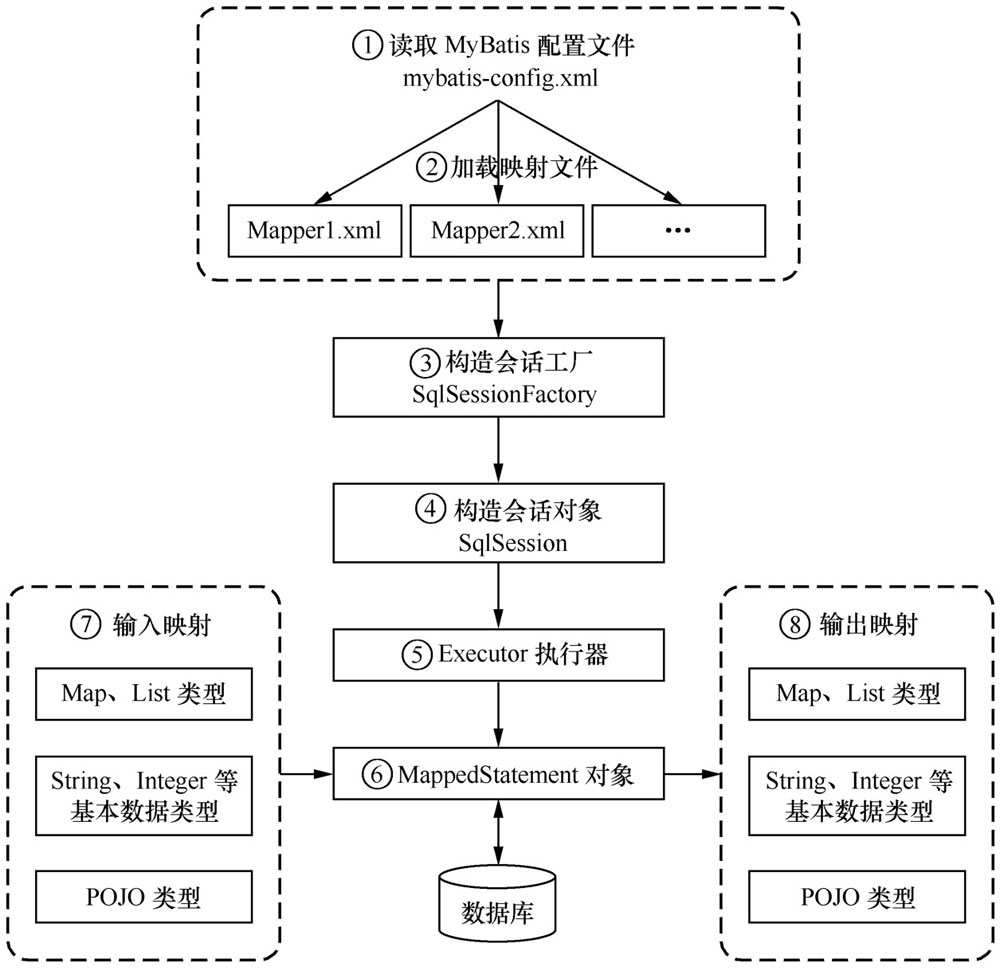 ① 读取 MyBatis 配置文件
mybatis-config.xml
② 加载映射文件
Mapper1.xml
Mapper2.xml
…
③ 构造会话工厂
SqlSessionFactory
④ 构造会话对象
SqlSession
⑦ 输入映射
Map、List 类型
String、Integer 等
基本数据类型
POJO 类型
⑤ Executor 执行器
⑥ MappedStatement 对象
数据库
⑧ 输出映射
Map、List 类型
String、Integer 等
基本数据类型
POJO 类型